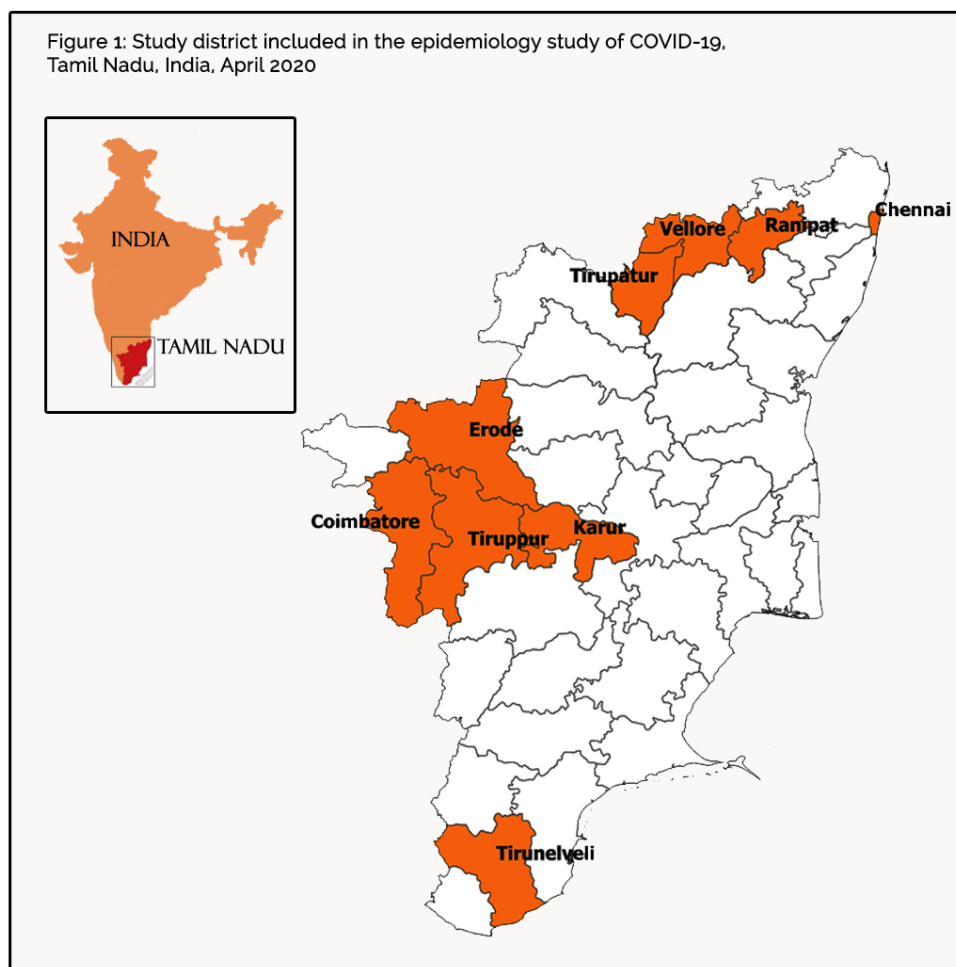 Figure 1: Study district included in the epidemiology study of COVID-19,
Tamil Nadu, India, April 2020
INDIA
TAMIL NADU
Chennai
Vellore
Ranipat
Tirupatur
Erode
Coimbatore
Tiruppur
Karur
Tirunelveli